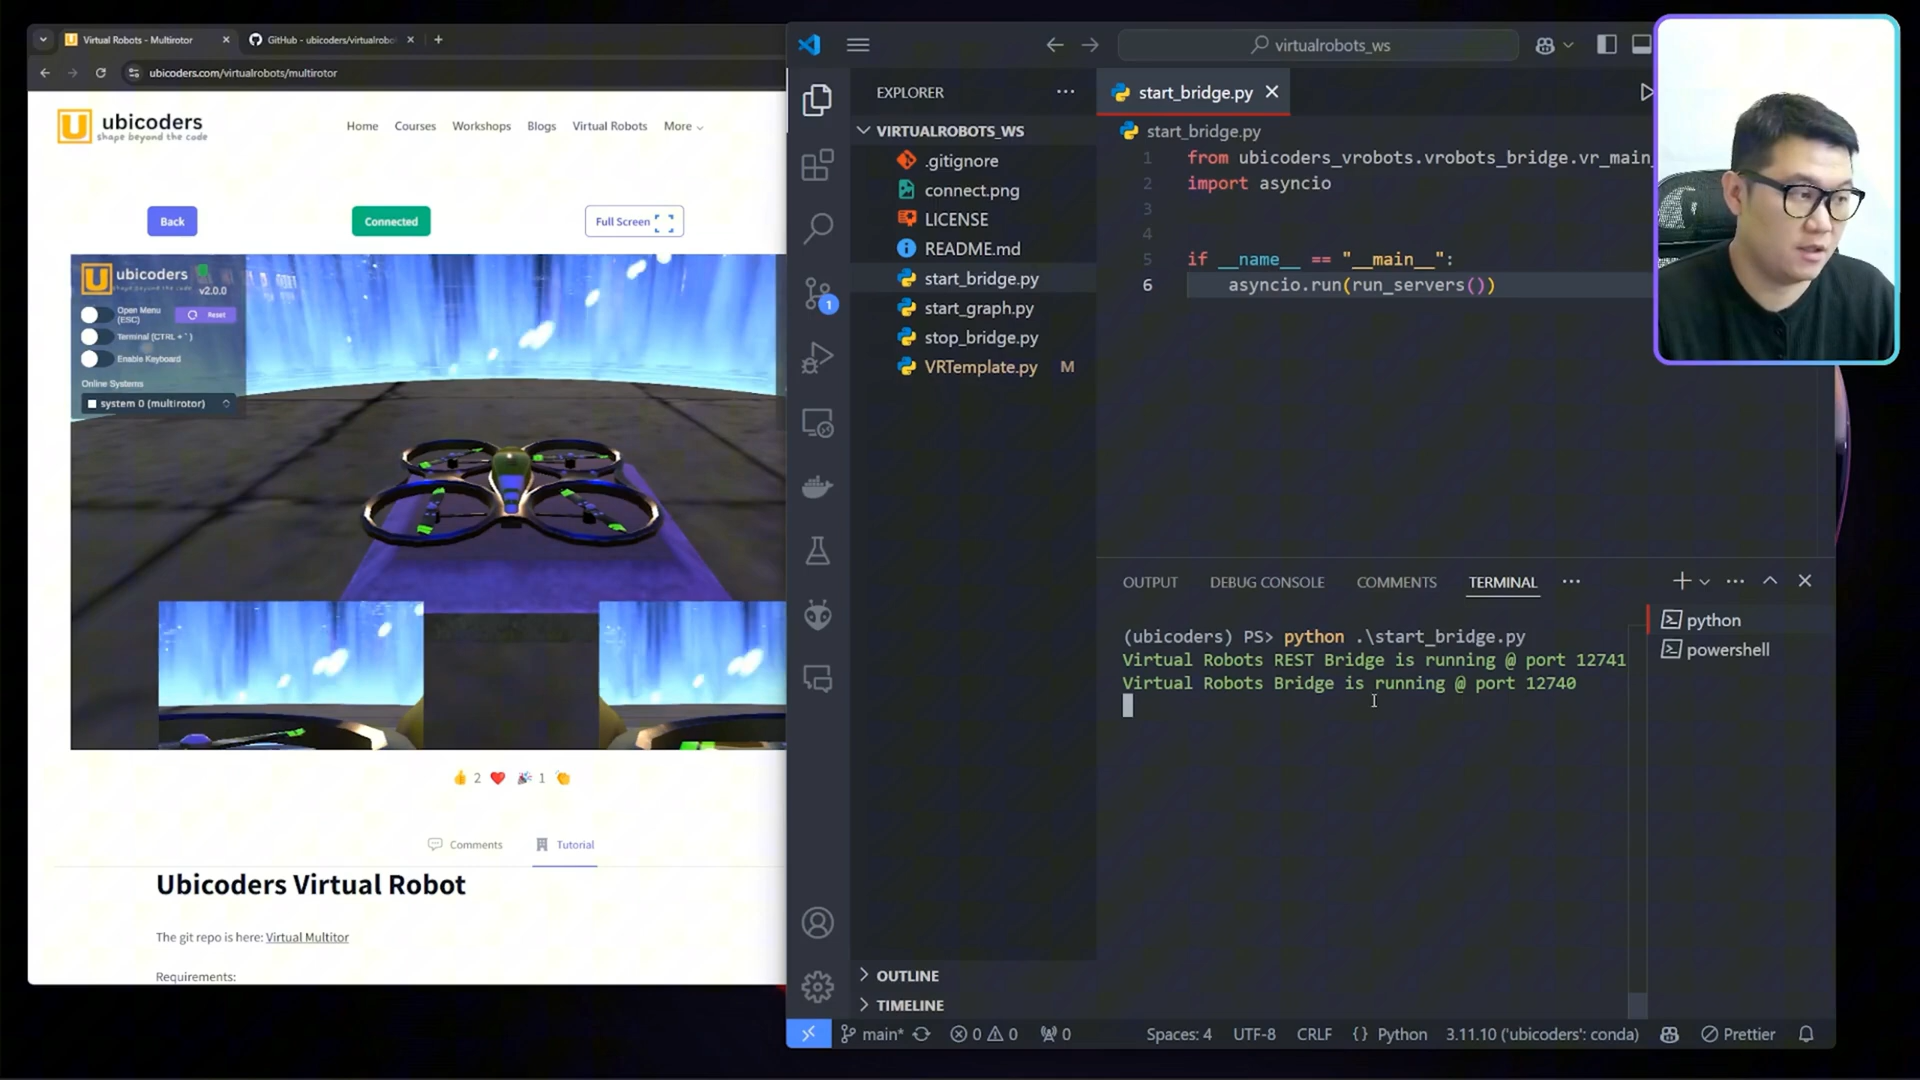 Virtual Robots - Multirotor
GitHub - ubicoders/virtualrobo
ubicoders.com/virtualrobots/multirotor
ubicoders
shape beyond the code
Home Courses Workshops Blogs Virtual Robots More
Back
Connected
Full Screen
ubicoders
v2.0.0
Open Menu
(ESC)
Reset
Terminal (CTRL + `)
Enable Keyboard
Online Systems
system 0 (multirotor)
2
1
Comments
Tutorial
Ubicoders Virtual Robot
The git repo is here: Virtual Multitor
Requirements:
virtualrobots_ws
EXPLORER
VIRTUALROBOTS_WS
.gitignore
connect.png
LICENSE
README.md
start_bridge.py
start_graph.py
stop_bridge.py
VRTemplate.py M
1
OUTLINE
TIMELINE
start_bridge.py
start_bridge.py
1 from ubicoders_vrobots.vrobots_bridge.vr_main_
2 import asyncio
3
4
5 if __name__ == "__main__":
6 asyncio.run(run_servers())
OUTPUT DEBUG CONSOLE COMMENTS TERMINAL
(ubicoders) PS> python .\start_bridge.py
Virtual Robots REST Bridge is running @ port 12741
Virtual Robots Bridge is running @ port 12740
python
powershell
main* 0 0 0 Spaces: 4 UTF-8 CRLF {} Python 3.11.10 ('ubicoders': conda) Prettier